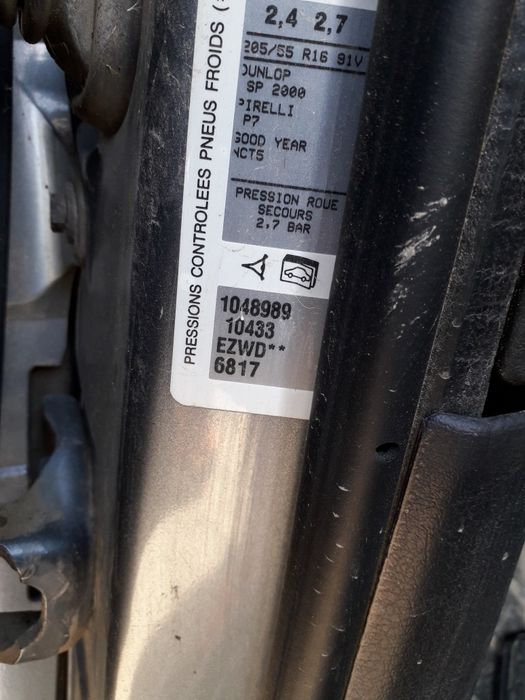 2,4 2,7
205/55 R16 91V
DUNLOP
SP 2000
PIRELLI
P7
GOOD YEAR
NCT5
PRESSION ROUE
SECOURS
2,7 BAR
PRESSIONS CONTROLEES PNEUS FROIDS (
1048989
10433
EZWD**
6817